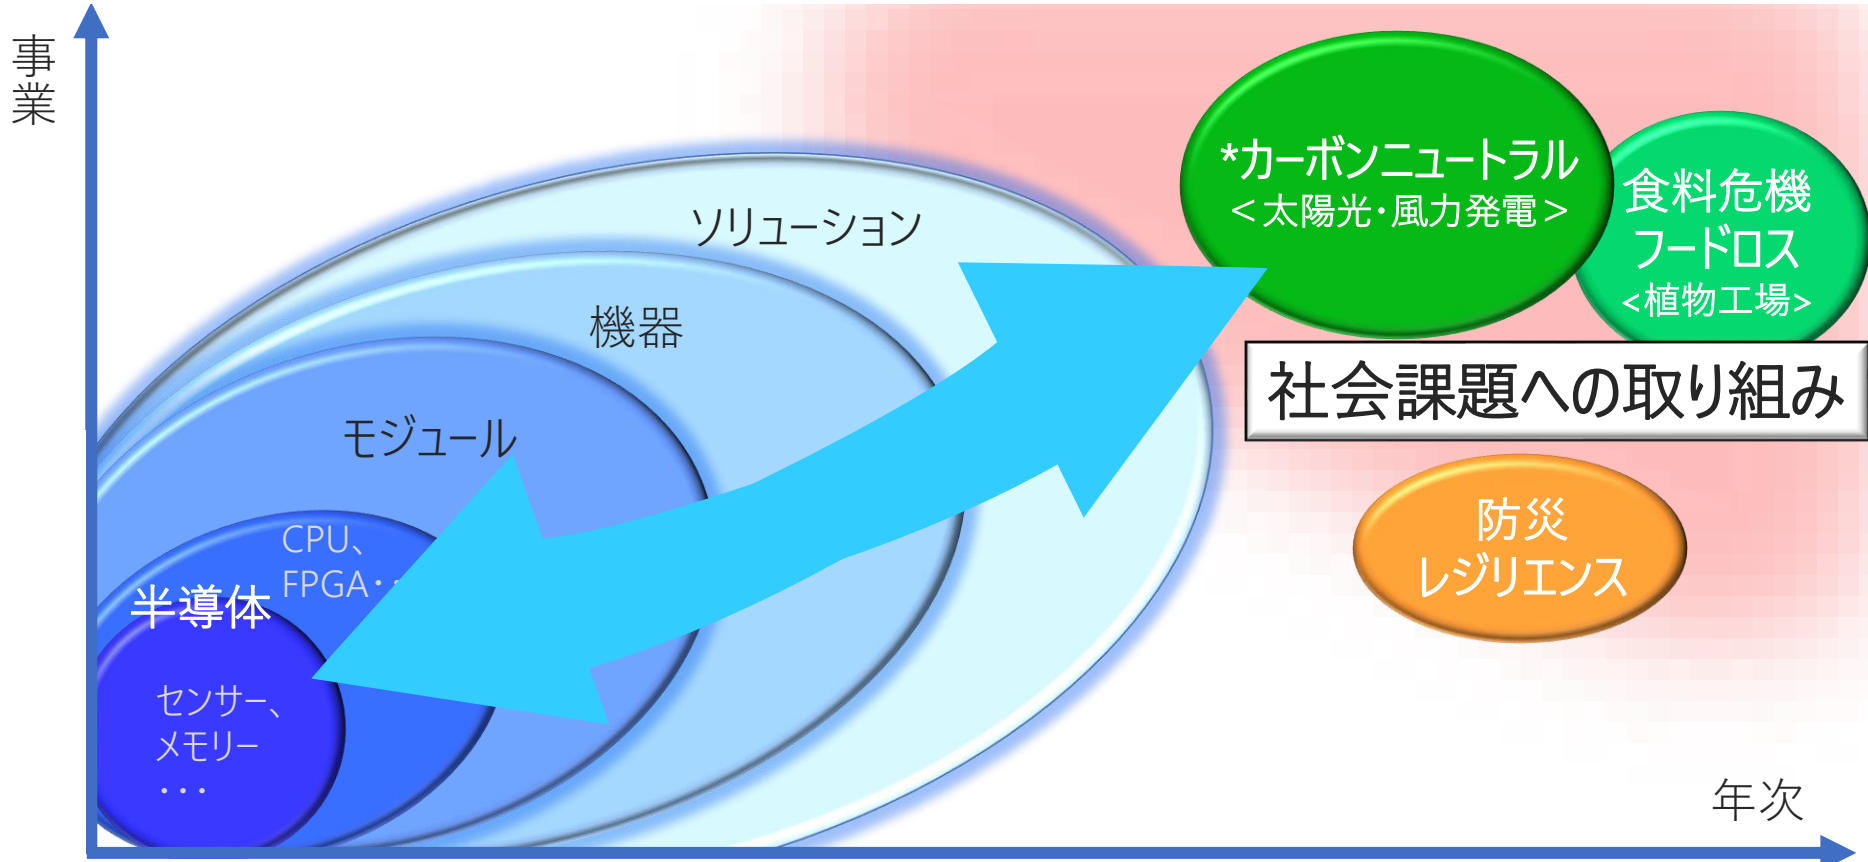 事業
*カーボンニュートラル
<太陽光・風力発電>
食料危機
フードロス
<植物工場>
ソリューション
機器
社会課題への取り組み
モジュール
防災
レジリエンス
CPU、
FPGA・・
半導体
センサー、
メモリー
・・・
年次